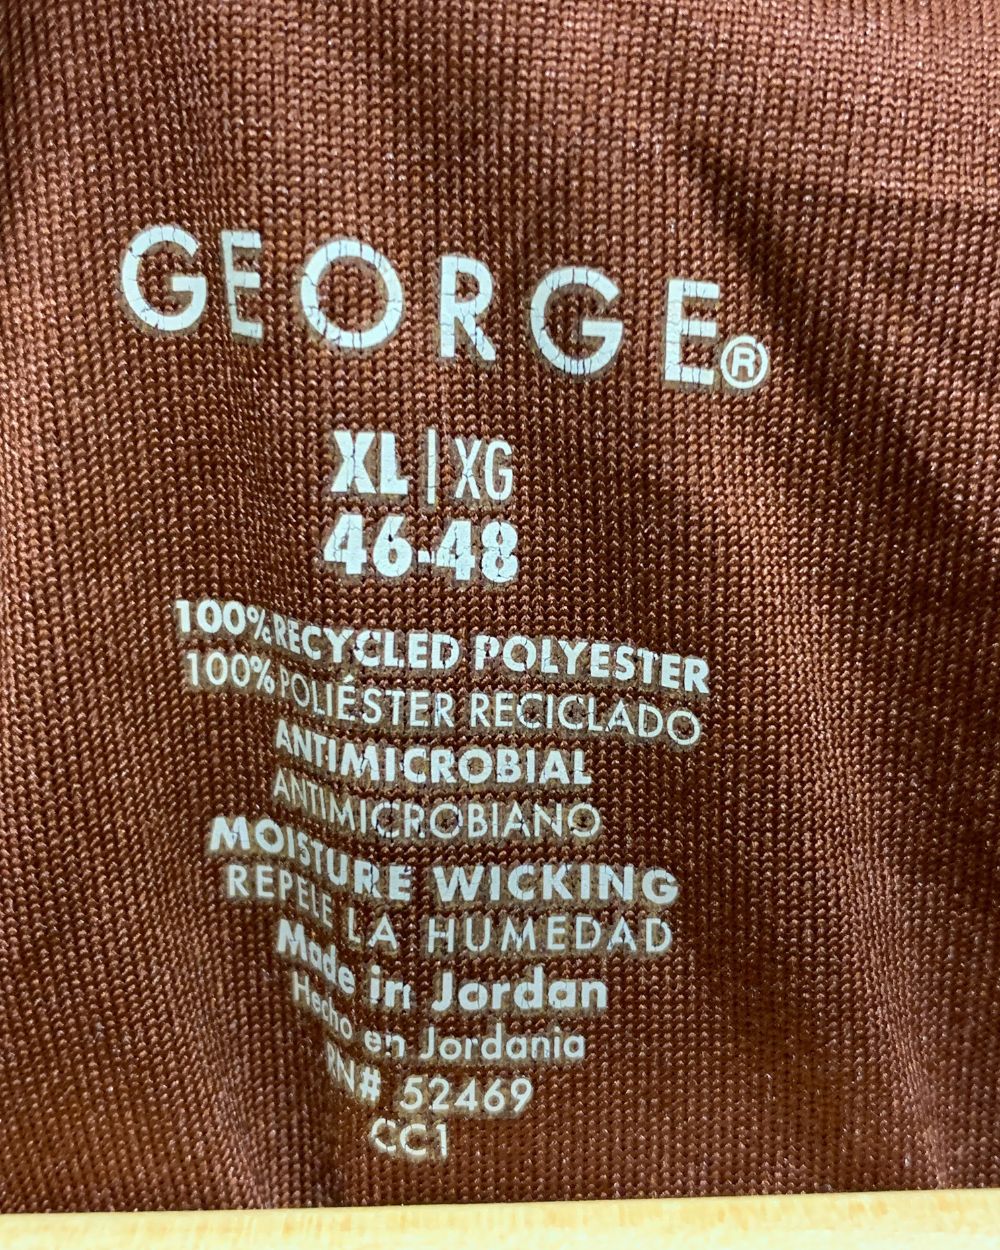 GEORGE®
XL | XG
46-48
100% RECYCLED POLYESTER
100% POLIÉSTER RECICLADO
ANTIMICROBIAL
ANTIMICROBIANO
MOISTURE WICKING
REPELE LA HUMEDAD
Made in Jordan
Hecho en Jordania
RN# 52469
CC1